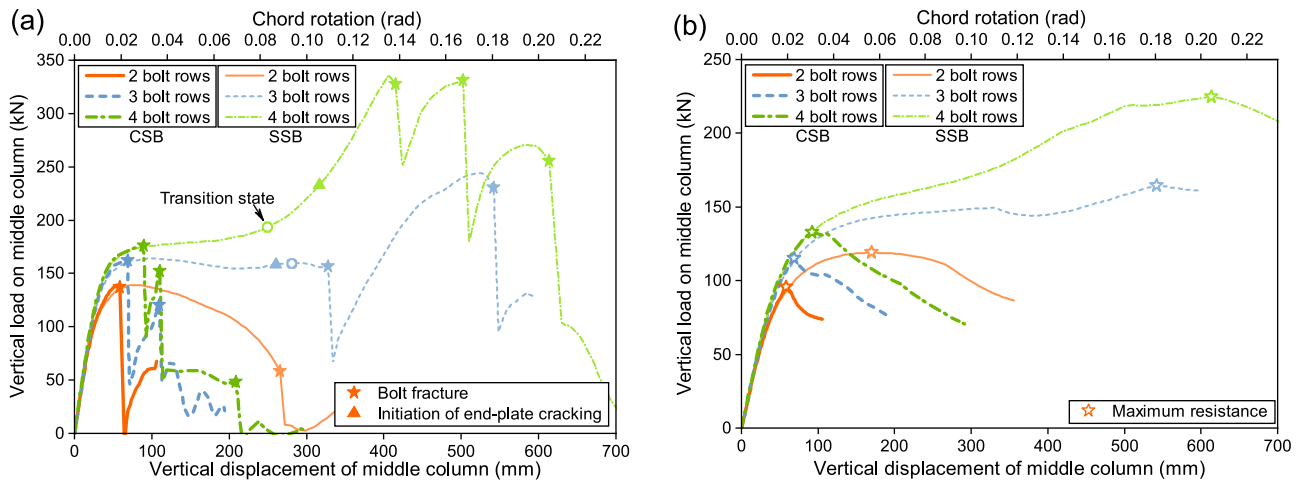 (a)
Chord rotation (rad)
0.00 0.02 0.04 0.06 0.08 0.10 0.12 0.14 0.16 0.18 0.20 0.22
350
300
250
200
150
100
50
0
Vertical load on middle column (kN)
2 bolt rows 2 bolt rows
3 bolt rows 3 bolt rows
4 bolt rows 4 bolt rows
CSB SSB
Transition state
Bolt fracture
Initiation of end-plate cracking
0 100 200 300 400 500 600 700
Vertical displacement of middle column (mm)
(b)
Chord rotation (rad)
0.00 0.02 0.04 0.06 0.08 0.10 0.12 0.14 0.16 0.18 0.20 0.22
250
200
150
100
50
0
Vertical load on middle column (kN)
2 bolt rows 2 bolt rows
3 bolt rows 3 bolt rows
4 bolt rows 4 bolt rows
CSB SSB
Maximum resistance
0 100 200 300 400 500 600 700
Vertical displacement of middle column (mm)